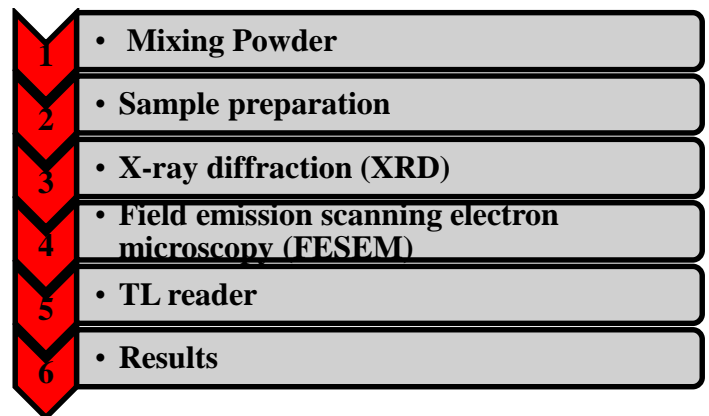 1 • Mixing Powder
2 • Sample preparation
3 • X-ray diffraction (XRD)
4 • Field emission scanning electron
microscopy (FESEM)
5 • TL reader
6 • Results